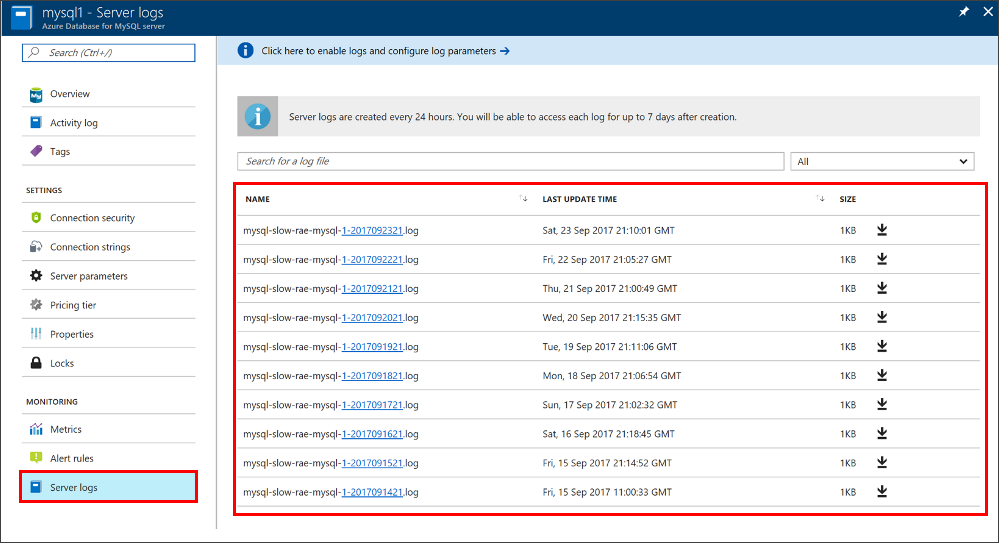 mysql1 - Server logs
Azure Database for MySQL server
Search (Ctrl+/)
Overview
Activity log
Tags
SETTINGS
Connection security
Connection strings
Server parameters
Pricing tier
Properties
Locks
MONITORING
Metrics
Alert rules
Server logs
Click here to enable logs and configure log parameters →
Server logs are created every 24 hours. You will be able to access each log for up to 7 days after creation.
Search for a log file
All
NAME LAST UPDATE TIME SIZE
mysql-slow-rae-mysql-1-2017092321.log Sat, 23 Sep 2017 21:10:01 GMT 1KB
mysql-slow-rae-mysql-1-2017092221.log Fri, 22 Sep 2017 21:05:27 GMT 1KB
mysql-slow-rae-mysql-1-2017092121.log Thu, 21 Sep 2017 21:00:49 GMT 1KB
mysql-slow-rae-mysql-1-2017092021.log Wed, 20 Sep 2017 21:15:35 GMT 1KB
mysql-slow-rae-mysql-1-2017091921.log Tue, 19 Sep 2017 21:11:06 GMT 1KB
mysql-slow-rae-mysql-1-2017091821.log Mon, 18 Sep 2017 21:06:54 GMT 1KB
mysql-slow-rae-mysql-1-2017091721.log Sun, 17 Sep 2017 21:02:32 GMT 1KB
mysql-slow-rae-mysql-1-2017091621.log Sat, 16 Sep 2017 21:18:45 GMT 1KB
mysql-slow-rae-mysql-1-2017091521.log Fri, 15 Sep 2017 21:14:52 GMT 1KB
mysql-slow-rae-mysql-1-2017091421.log Fri, 15 Sep 2017 11:00:33 GMT 1KB